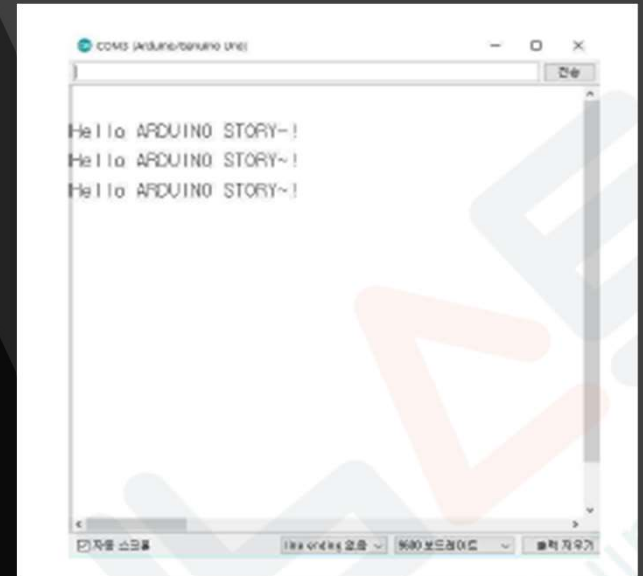 COM3 (Arduino/Genuino Uno)
전송
Hello ARDUINO STORY~!
Hello ARDUINO STORY~!
Hello ARDUINO STORY~!
자동 스크롤
line ending 없음
9600 보드레이트
출력 지우기